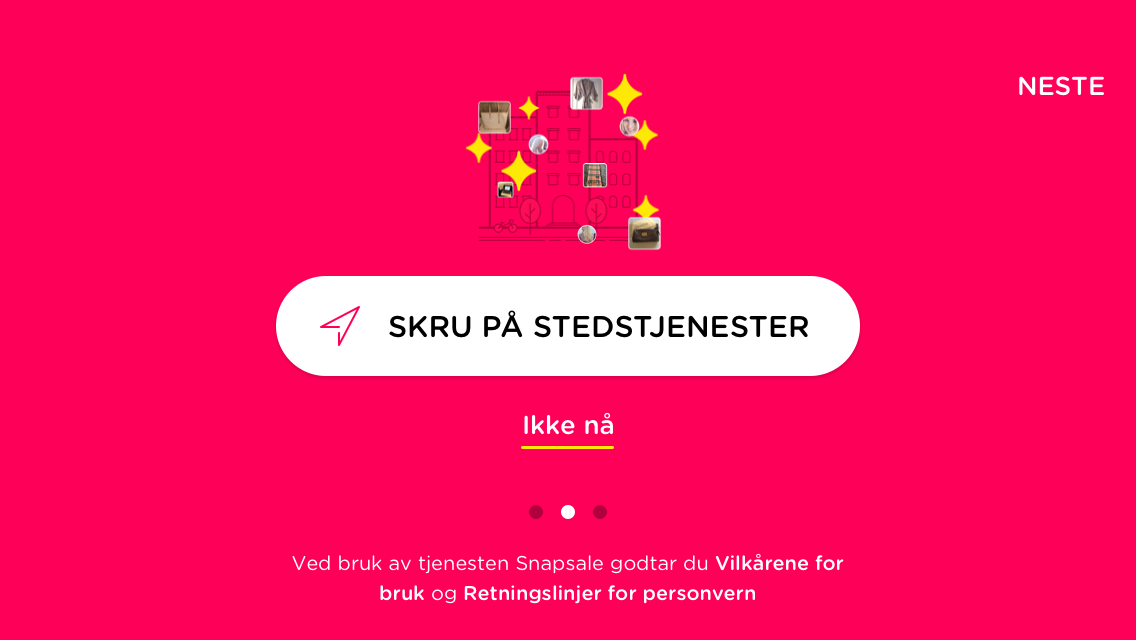 NESTE
SKRU PÅ STEDSTJENESTER
Ikke nå
Ved bruk av tjenesten Snapsale godtar du Vilkårene for
bruk og Retningslinjer for personvern